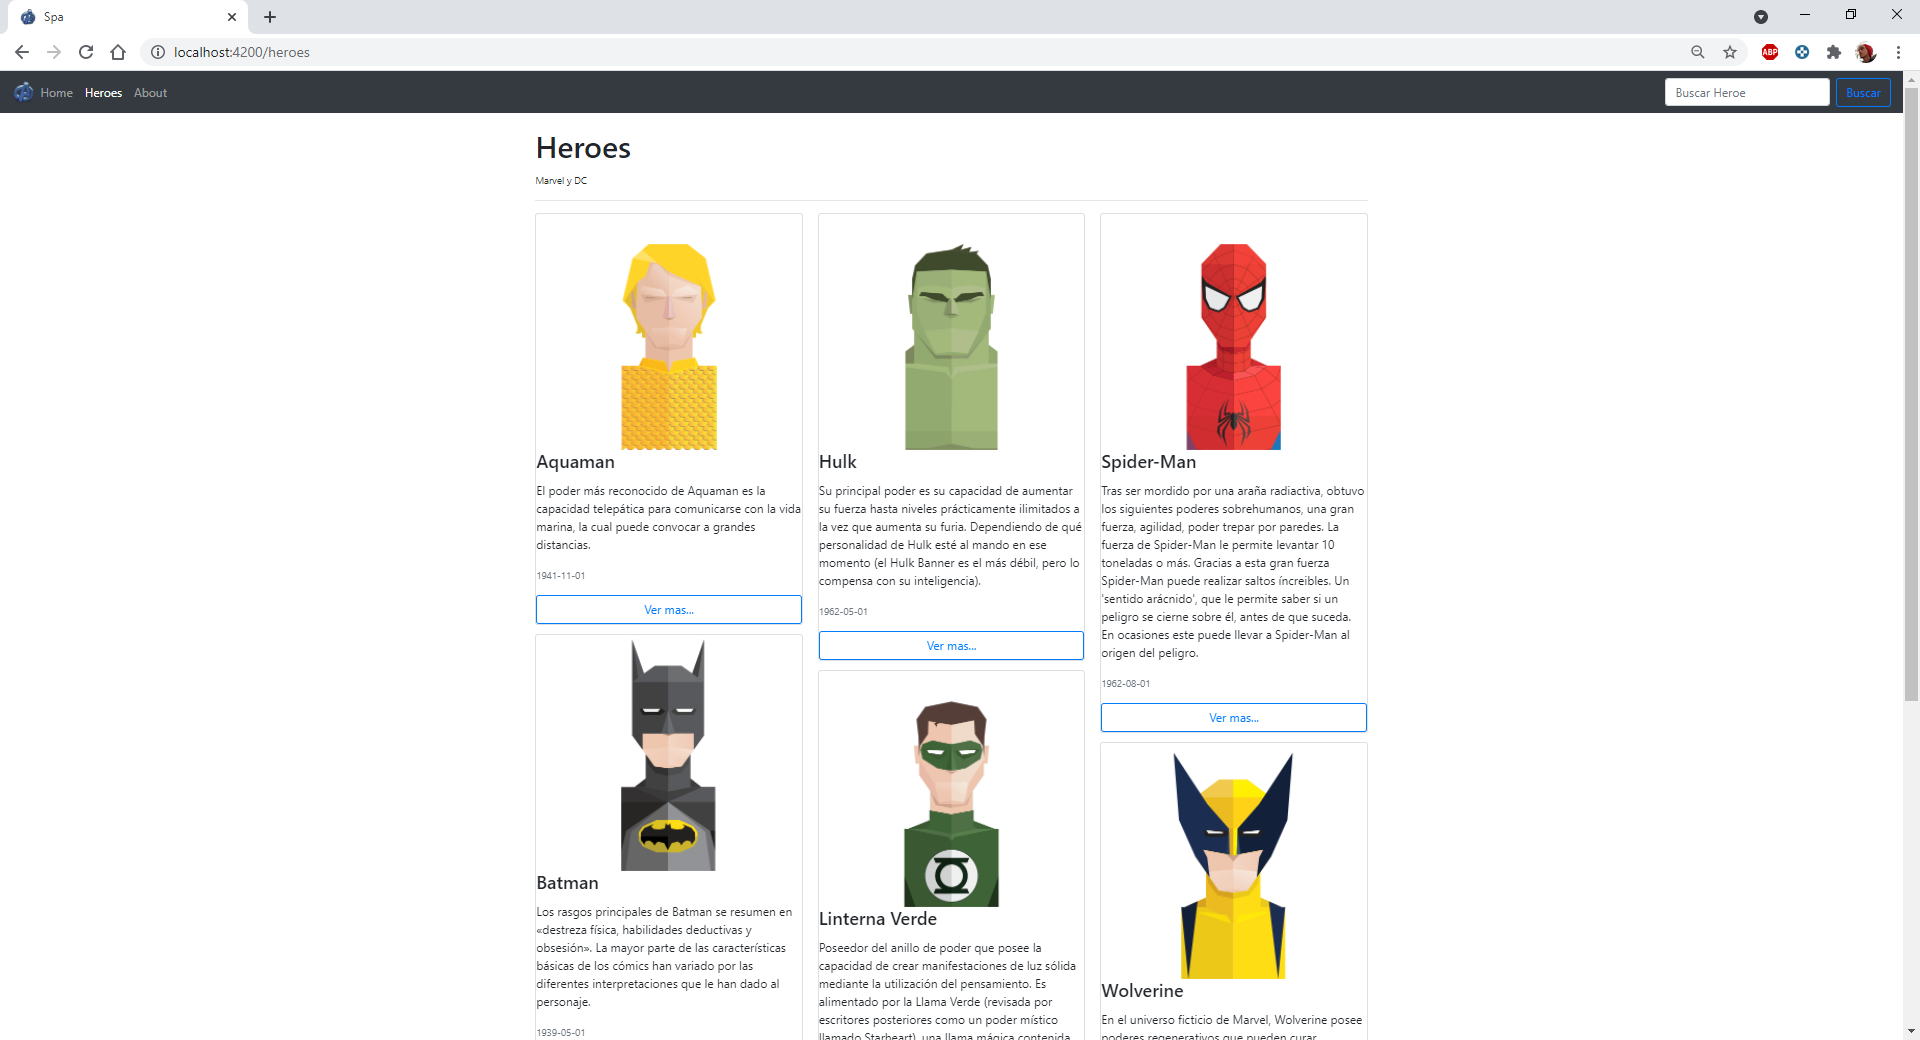 Spa
localhost:4200/heroes
ABP
Home Heroes About
Buscar Heroe
Buscar
Heroes
Marvel y DC
Aquaman
El poder más reconocido de Aquaman es la
capacidad telepática para comunicarse con la vida
marina, la cual puede convocar a grandes
distancias.
1941-11-01
Ver mas...
Batman
Los rasgos principales de Batman se resumen en
«destreza física, habilidades deductivas y
obsesión». La mayor parte de las características
básicas de los cómics han variado por las
diferentes interpretaciones que le han dado al
personaje.
1939-05-01
Hulk
Su principal poder es su capacidad de aumentar
su fuerza hasta niveles prácticamente ilimitados a
la vez que aumenta su furia. Dependiendo de qué
personalidad de Hulk esté al mando en ese
momento (el Hulk Banner es el más débil, pero lo
compensa con su inteligencia).
1962-05-01
Ver mas...
Linterna Verde
Poseedor del anillo de poder que posee la
capacidad de crear manifestaciones de luz sólida
mediante la utilización del pensamiento. Es
alimentado por la Llama Verde (revisada por
escritores posteriores como un poder místico
llamado Starheart), una llama mágica contenida
Spider-Man
Tras ser mordido por una araña radiactiva, obtuvo
los siguientes poderes sobrehumanos, una gran
fuerza, agilidad, poder trepar por paredes. La
fuerza de Spider-Man le permite levantar 10
toneladas o más. Gracias a esta gran fuerza
Spider-Man puede realizar saltos íncreibles. Un
'sentido arácnido', que le permite saber si un
peligro se cierne sobre él, antes de que suceda.
En ocasiones este puede llevar a Spider-Man al
origen del peligro.
1962-08-01
Ver mas...
Wolverine
En el universo ficticio de Marvel, Wolverine posee
poderes regenerativos que pueden curar